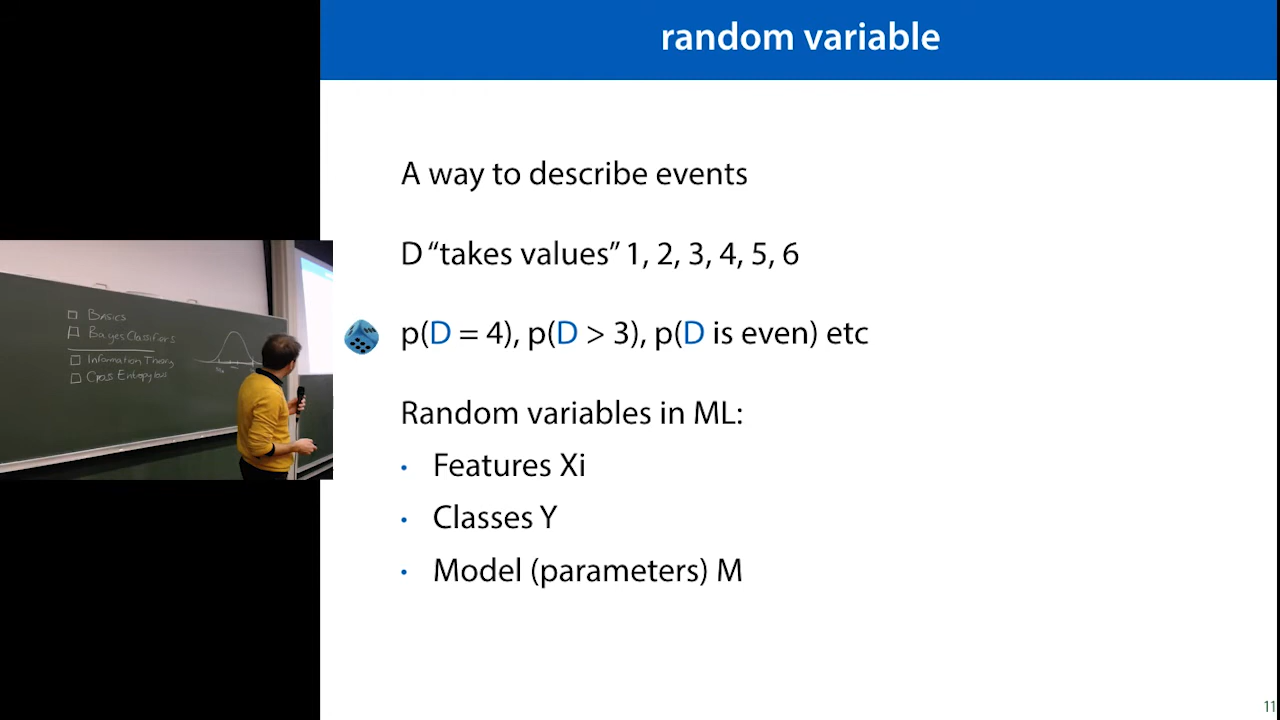 random variable
A way to describe events
D “takes values” 1, 2, 3, 4, 5, 6
p(D = 4), p(D > 3), p(D is even) etc
Random variables in ML:
• Features Xi
• Classes Y
• Model (parameters) M
11
Basics
Bayes Classifiers
Information Theory
Cross Entropy loss